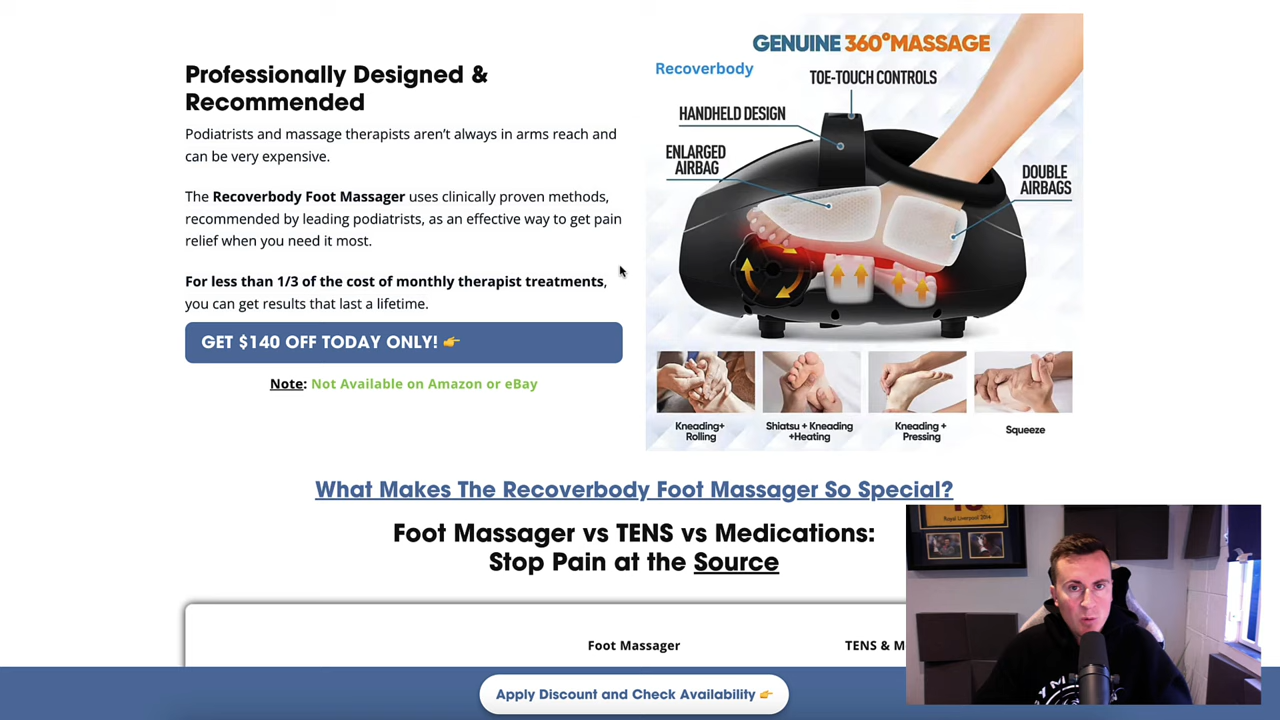 Professionally Designed &
Recommended
Podiatrists and massage therapists aren't always in arms reach and
can be very expensive.
The Recoverbody Foot Massager uses clinically proven methods,
recommended by leading podiatrists, as an effective way to get pain
relief when you need it most.
For less than 1/3 of the cost of monthly therapist treatments,
you can get results that last a lifetime.
GET $140 OFF TODAY ONLY! 👉
Note: Not Available on Amazon or eBay
GENUINE 360°MASSAGE
Recoverbody
TOE-TOUCH CONTROLS
HANDHELD DESIGN
ENLARGED
AIRBAG
DOUBLE
AIRBAGS
Kneading+
Rolling
Shiatsu + Kneading
+Heating
Kneading +
Pressing
Squeeze
What Makes The Recoverbody Foot Massager So Special?
Foot Massager vs TENS vs Medications:
Stop Pain at the Source
Foot Massager
TENS & M
Apply Discount and Check Availability 👉